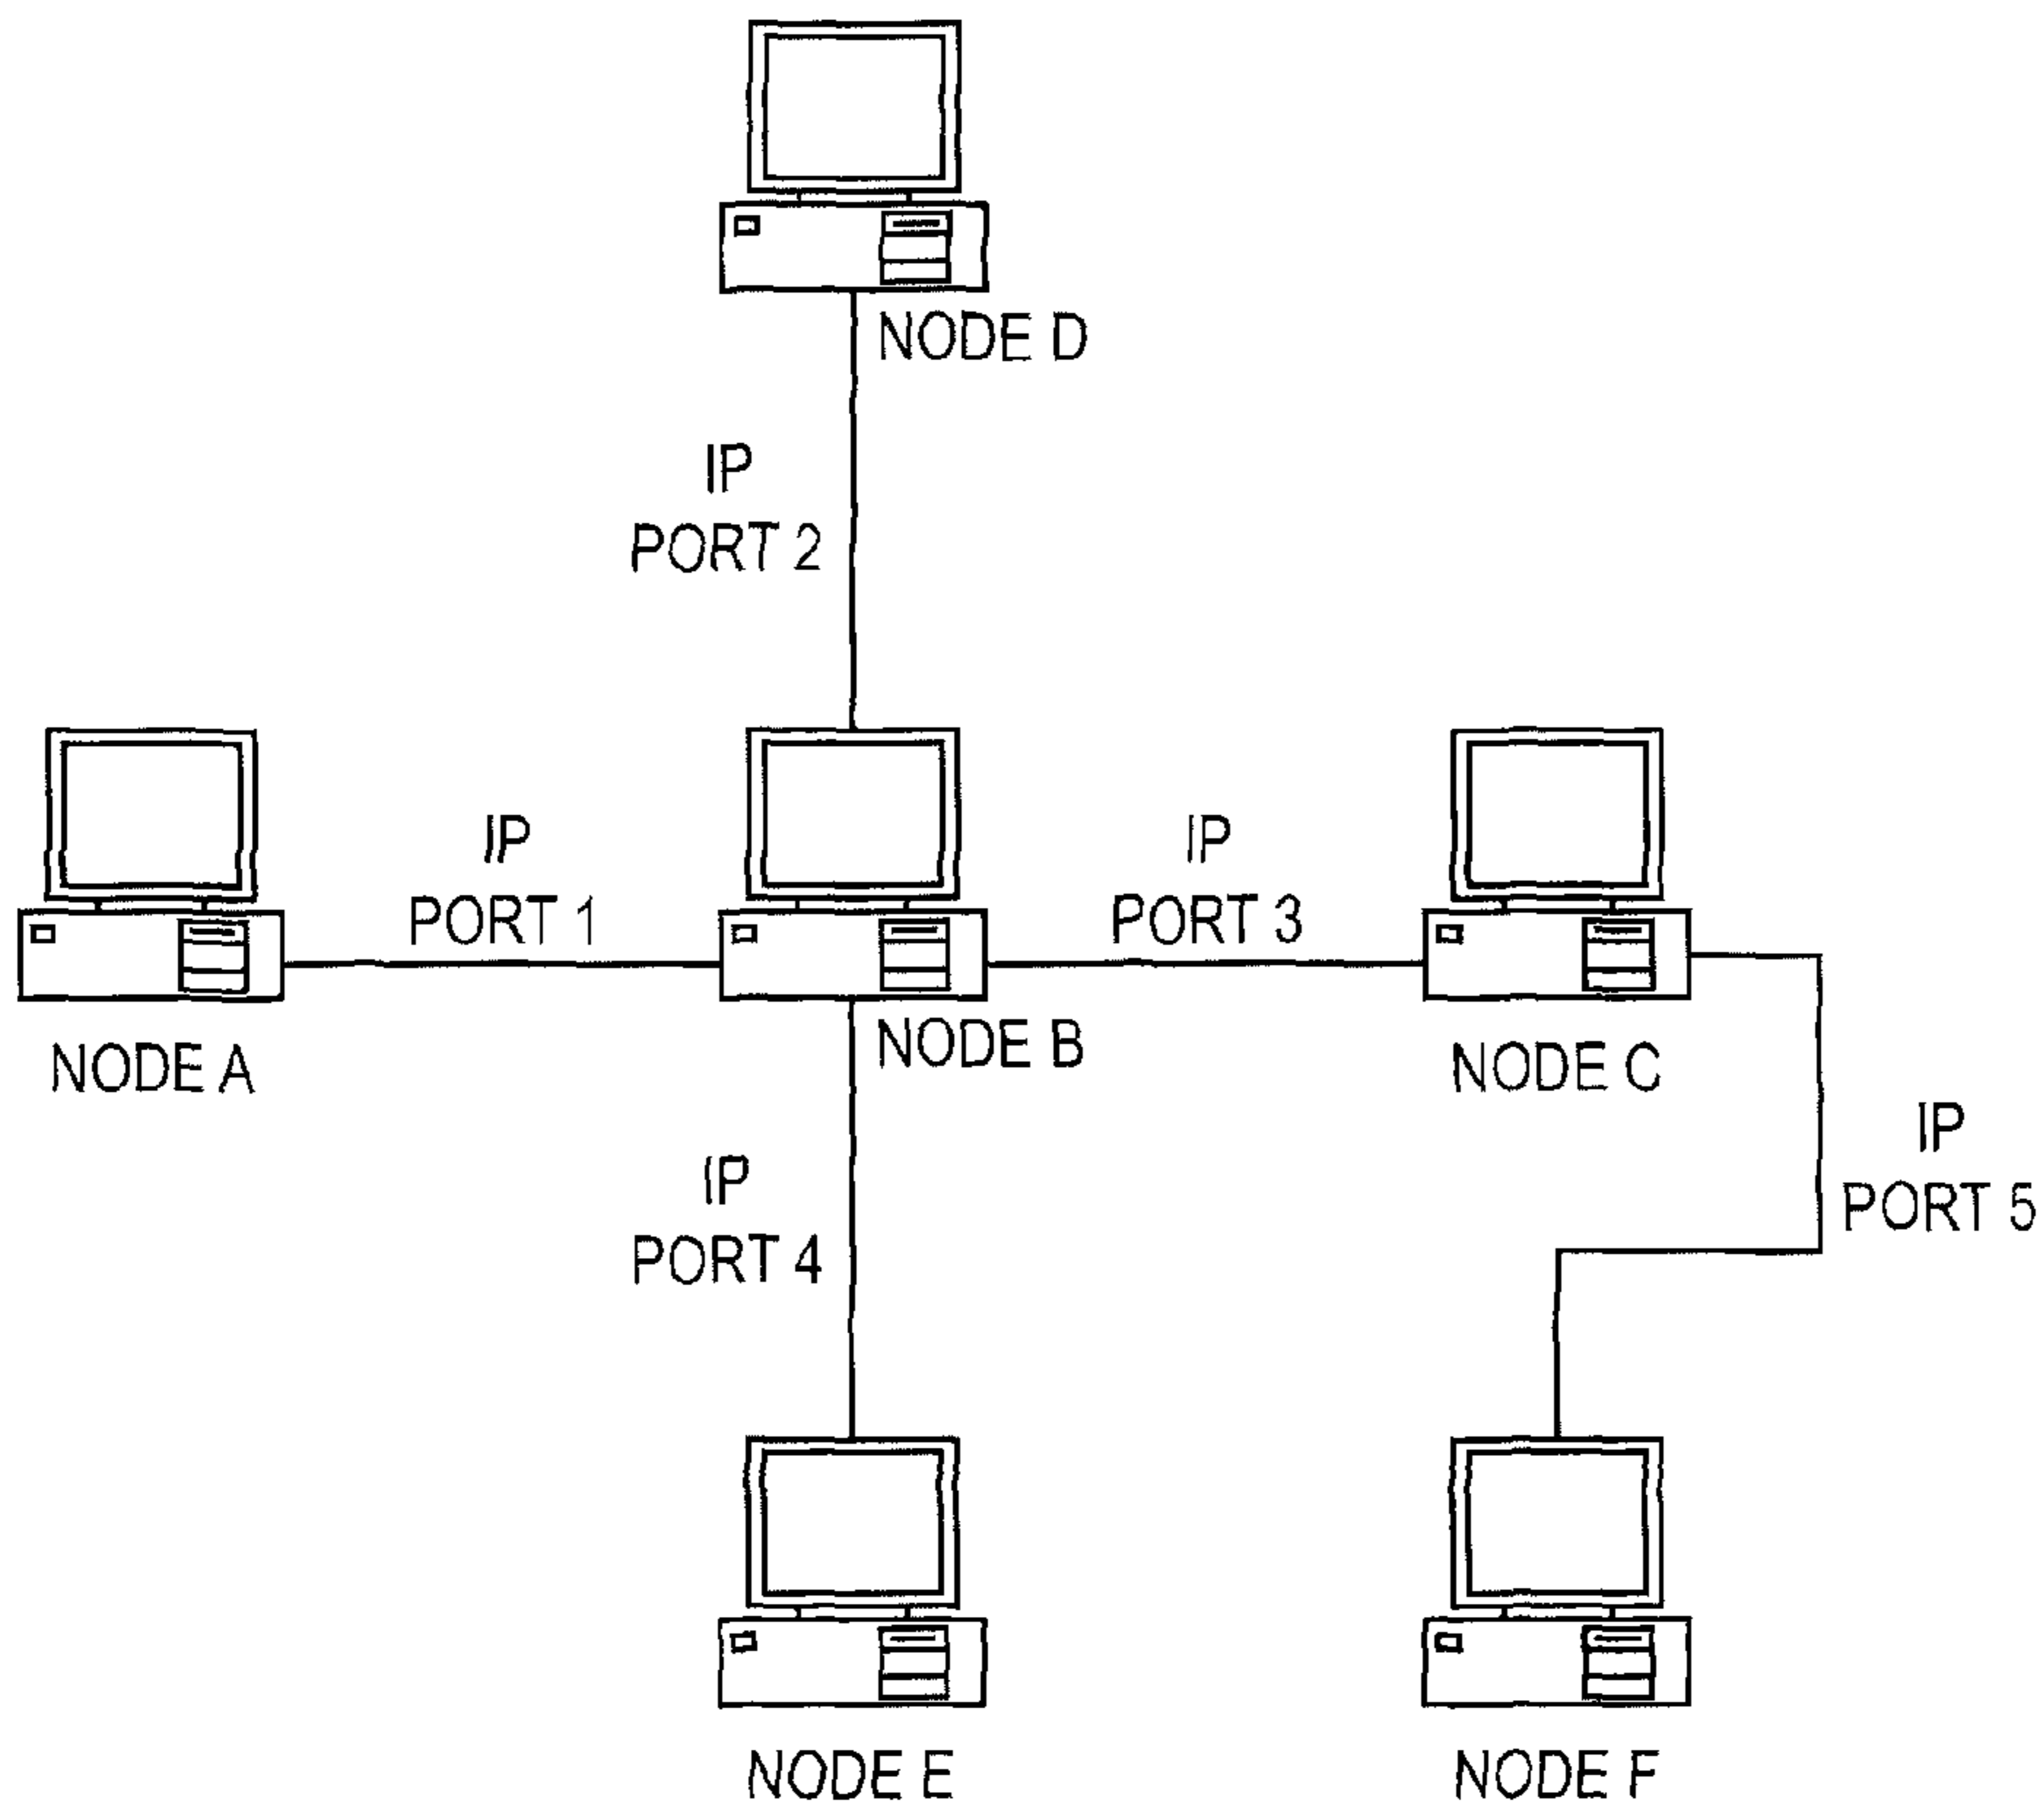 NODE D
IP
PORT 2
IP
PORT 1
IP
PORT 3
NODE A
NODE B
NODE C
IP
PORT 4
IP
PORT 5
NODE E
NODE F